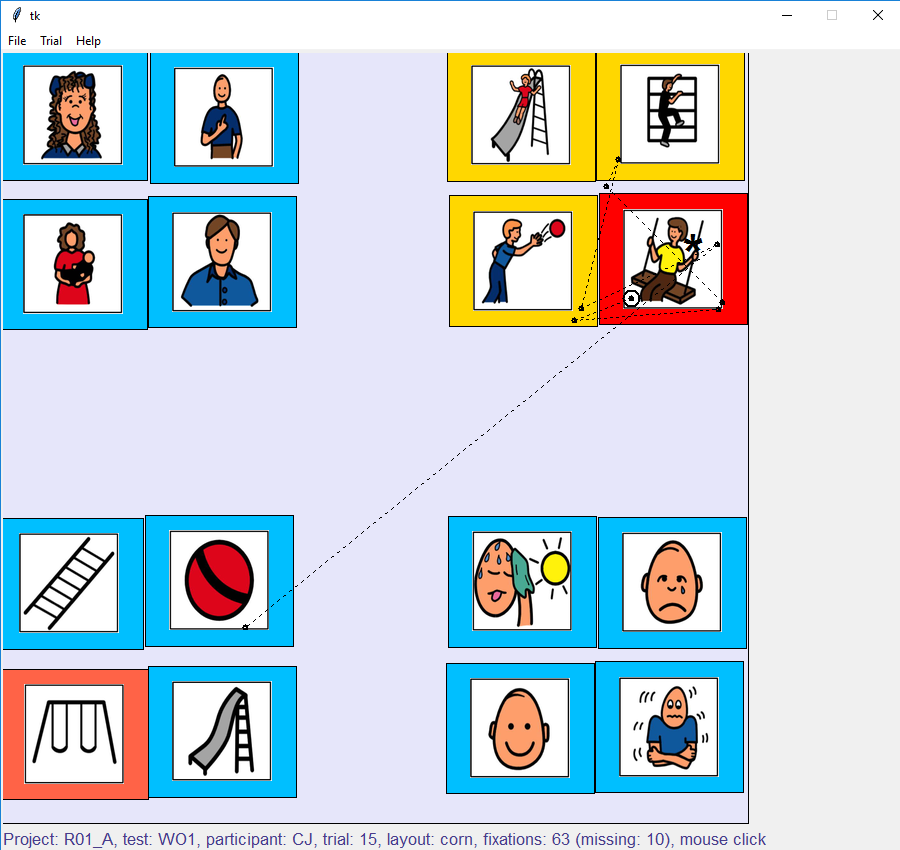 tk
File Trial Help
Project: R01_A, test: WO1, participant: CJ, trial: 15, layout: corn, fixations: 63 (missing: 10), mouse click